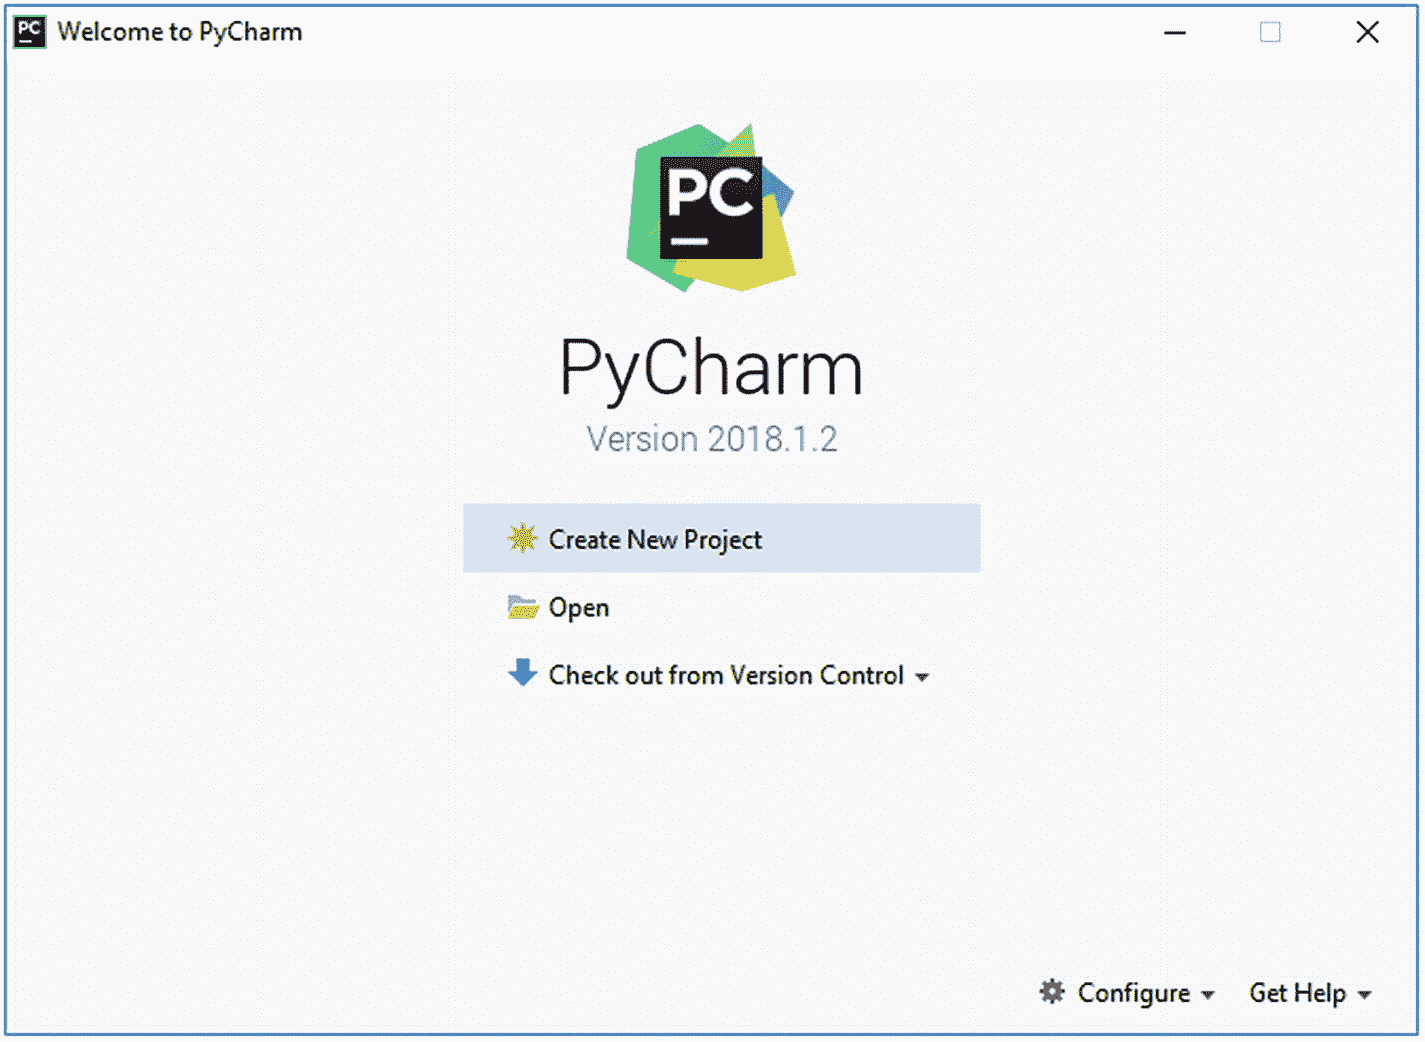 PC
Welcome to PyCharm
PC
PyCharm
Version 2018.1.2
Create New Project
Open
Check out from Version Control
Configure
Get Help